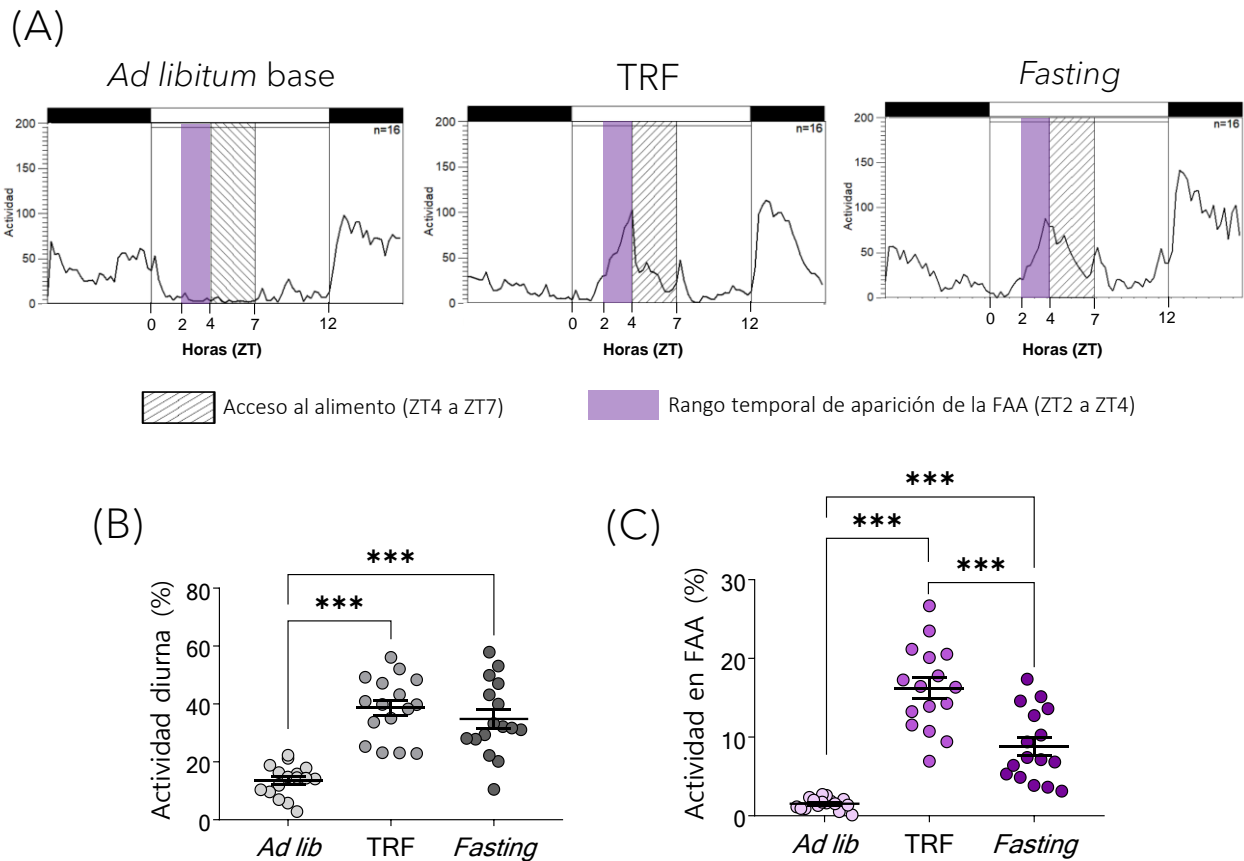 (A)
Ad libitum base
TRF
Fasting
200
150
100
50
0
Actividad
n=16
0 2 4 7 12
Horas (ZT)
200
150
100
50
0
Actividad
n=16
0 2 4 7 12
Horas (ZT)
200
150
100
50
0
Actividad
n=16
0 2 4 7 12
Horas (ZT)
Acceso al alimento (ZT4 a ZT7)
Rango temporal de aparición de la FAA (ZT2 a ZT4)
(B)
***
***
Actividad diurna (%)
80
60
40
20
0
Ad lib TRF Fasting
(C)
***
***
***
Actividad en FAA (%)
30
20
10
0
Ad lib TRF Fasting